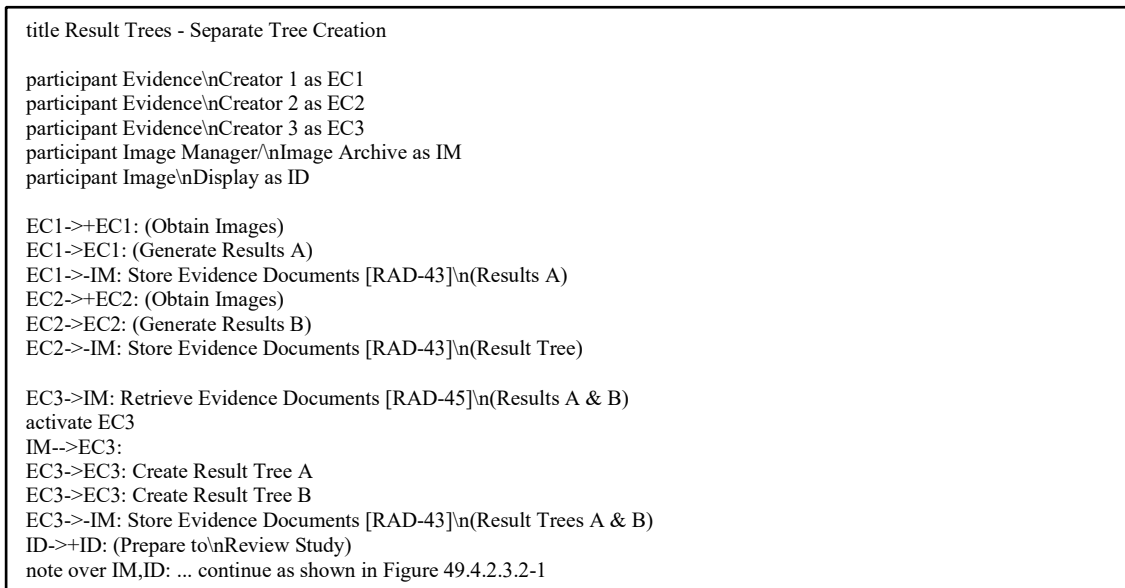 title Result Trees - Separate Tree Creation
participant Evidence\nCreator 1 as EC1
participant Evidence\nCreator 2 as EC2
participant Evidence\nCreator 3 as EC3
participant Image Manager/\nImage Archive as IM
participant Image\nDisplay as ID
EC1->+EC1: (Obtain Images)
EC1->EC1: (Generate Results A)
EC1->-IM: Store Evidence Documents [RAD-43]\n(Results A)
EC2->+EC2: (Obtain Images)
EC2->EC2: (Generate Results B)
EC2->-IM: Store Evidence Documents [RAD-43]\n(Result Tree)
EC3->IM: Retrieve Evidence Documents [RAD-45]\n(Results A & B)
activate EC3
IM-->EC3:
EC3->EC3: Create Result Tree A
EC3->EC3: Create Result Tree B
EC3->-IM: Store Evidence Documents [RAD-43]\n(Result Trees A & B)
ID->+ID: (Prepare to\nReview Study)
note over IM,ID: ... continue as shown in Figure 49.4.2.3.2-1